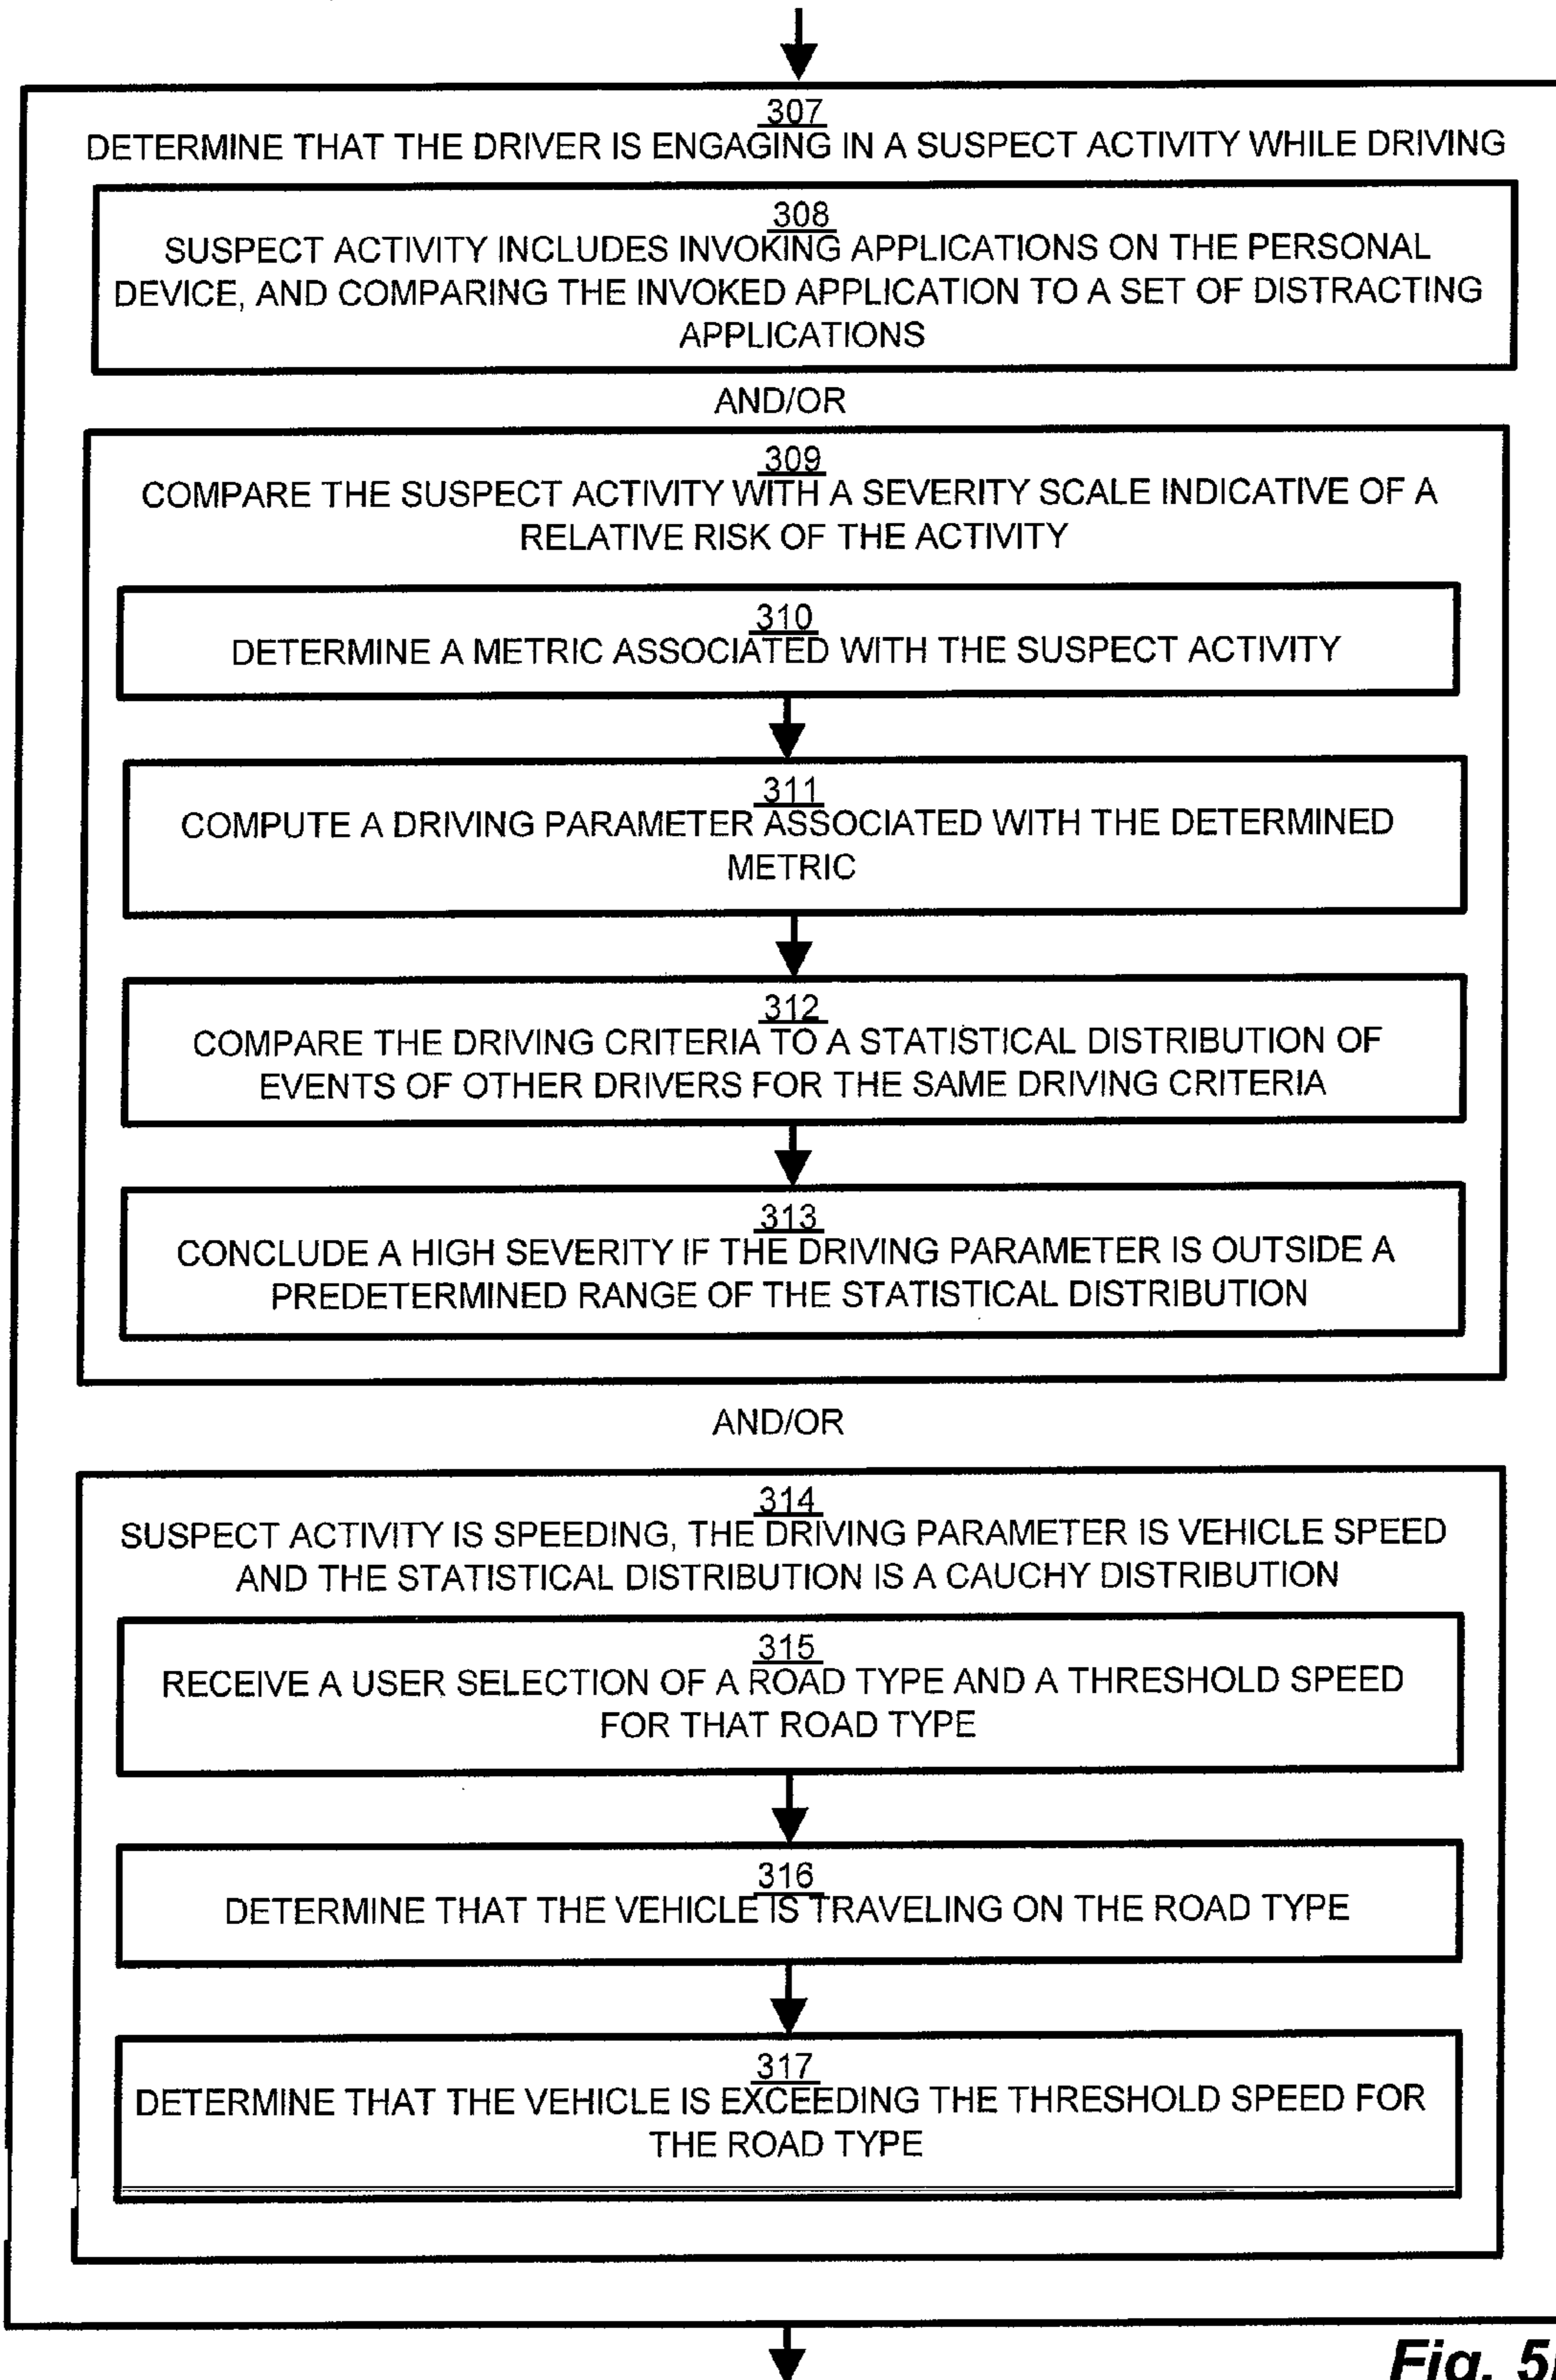 307
DETERMINE THAT THE DRIVER IS ENGAGING IN A SUSPECT ACTIVITY WHILE DRIVING
308
SUSPECT ACTIVITY INCLUDES INVOKING APPLICATIONS ON THE PERSONAL
DEVICE, AND COMPARING THE INVOKED APPLICATION TO A SET OF DISTRACTING
APPLICATIONS
AND/OR
309
COMPARE THE SUSPECT ACTIVITY WITH A SEVERITY SCALE INDICATIVE OF A
RELATIVE RISK OF THE ACTIVITY
310
DETERMINE A METRIC ASSOCIATED WITH THE SUSPECT ACTIVITY
311
COMPUTE A DRIVING PARAMETER ASSOCIATED WITH THE DETERMINED
METRIC
312
COMPARE THE DRIVING CRITERIA TO A STATISTICAL DISTRIBUTION OF
EVENTS OF OTHER DRIVERS FOR THE SAME DRIVING CRITERIA
313
CONCLUDE A HIGH SEVERITY IF THE DRIVING PARAMETER IS OUTSIDE A
PREDETERMINED RANGE OF THE STATISTICAL DISTRIBUTION
AND/OR
314
SUSPECT ACTIVITY IS SPEEDING, THE DRIVING PARAMETER IS VEHICLE SPEED
AND THE STATISTICAL DISTRIBUTION IS A CAUCHY DISTRIBUTION
315
RECEIVE A USER SELECTION OF A ROAD TYPE AND A THRESHOLD SPEED
FOR THAT ROAD TYPE
316
DETERMINE THAT THE VEHICLE IS TRAVELING ON THE ROAD TYPE
317
DETERMINE THAT THE VEHICLE IS EXCEEDING THE THRESHOLD SPEED FOR
THE ROAD TYPE
Fig.